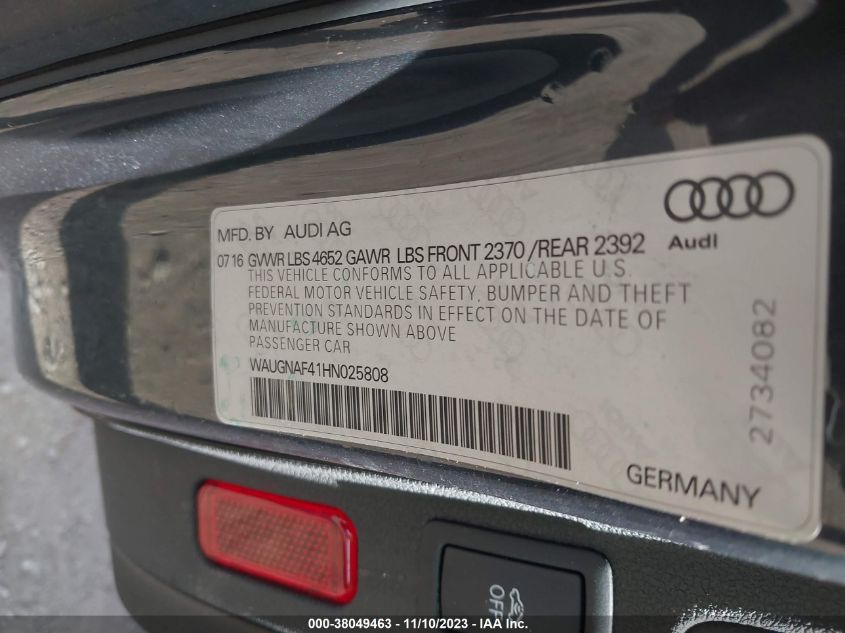 MFD. BY AUDI AG
Audi
07 16 GVWR LBS 4652 GAWR LBS FRONT 2370 /REAR 2392
THIS VEHICLE CONFORMS TO ALL APPLICABLE U.S.
FEDERAL MOTOR VEHICLE SAFETY, BUMPER AND THEFT
PREVENTION STANDARDS IN EFFECT ON THE DATE OF
MANUFACTURE SHOWN ABOVE
PASSENGER CAR
WAUGNAF41HN025808
2734082
GERMANY
OFF
000-38049463 - 11/10/2023 - IAA Inc.